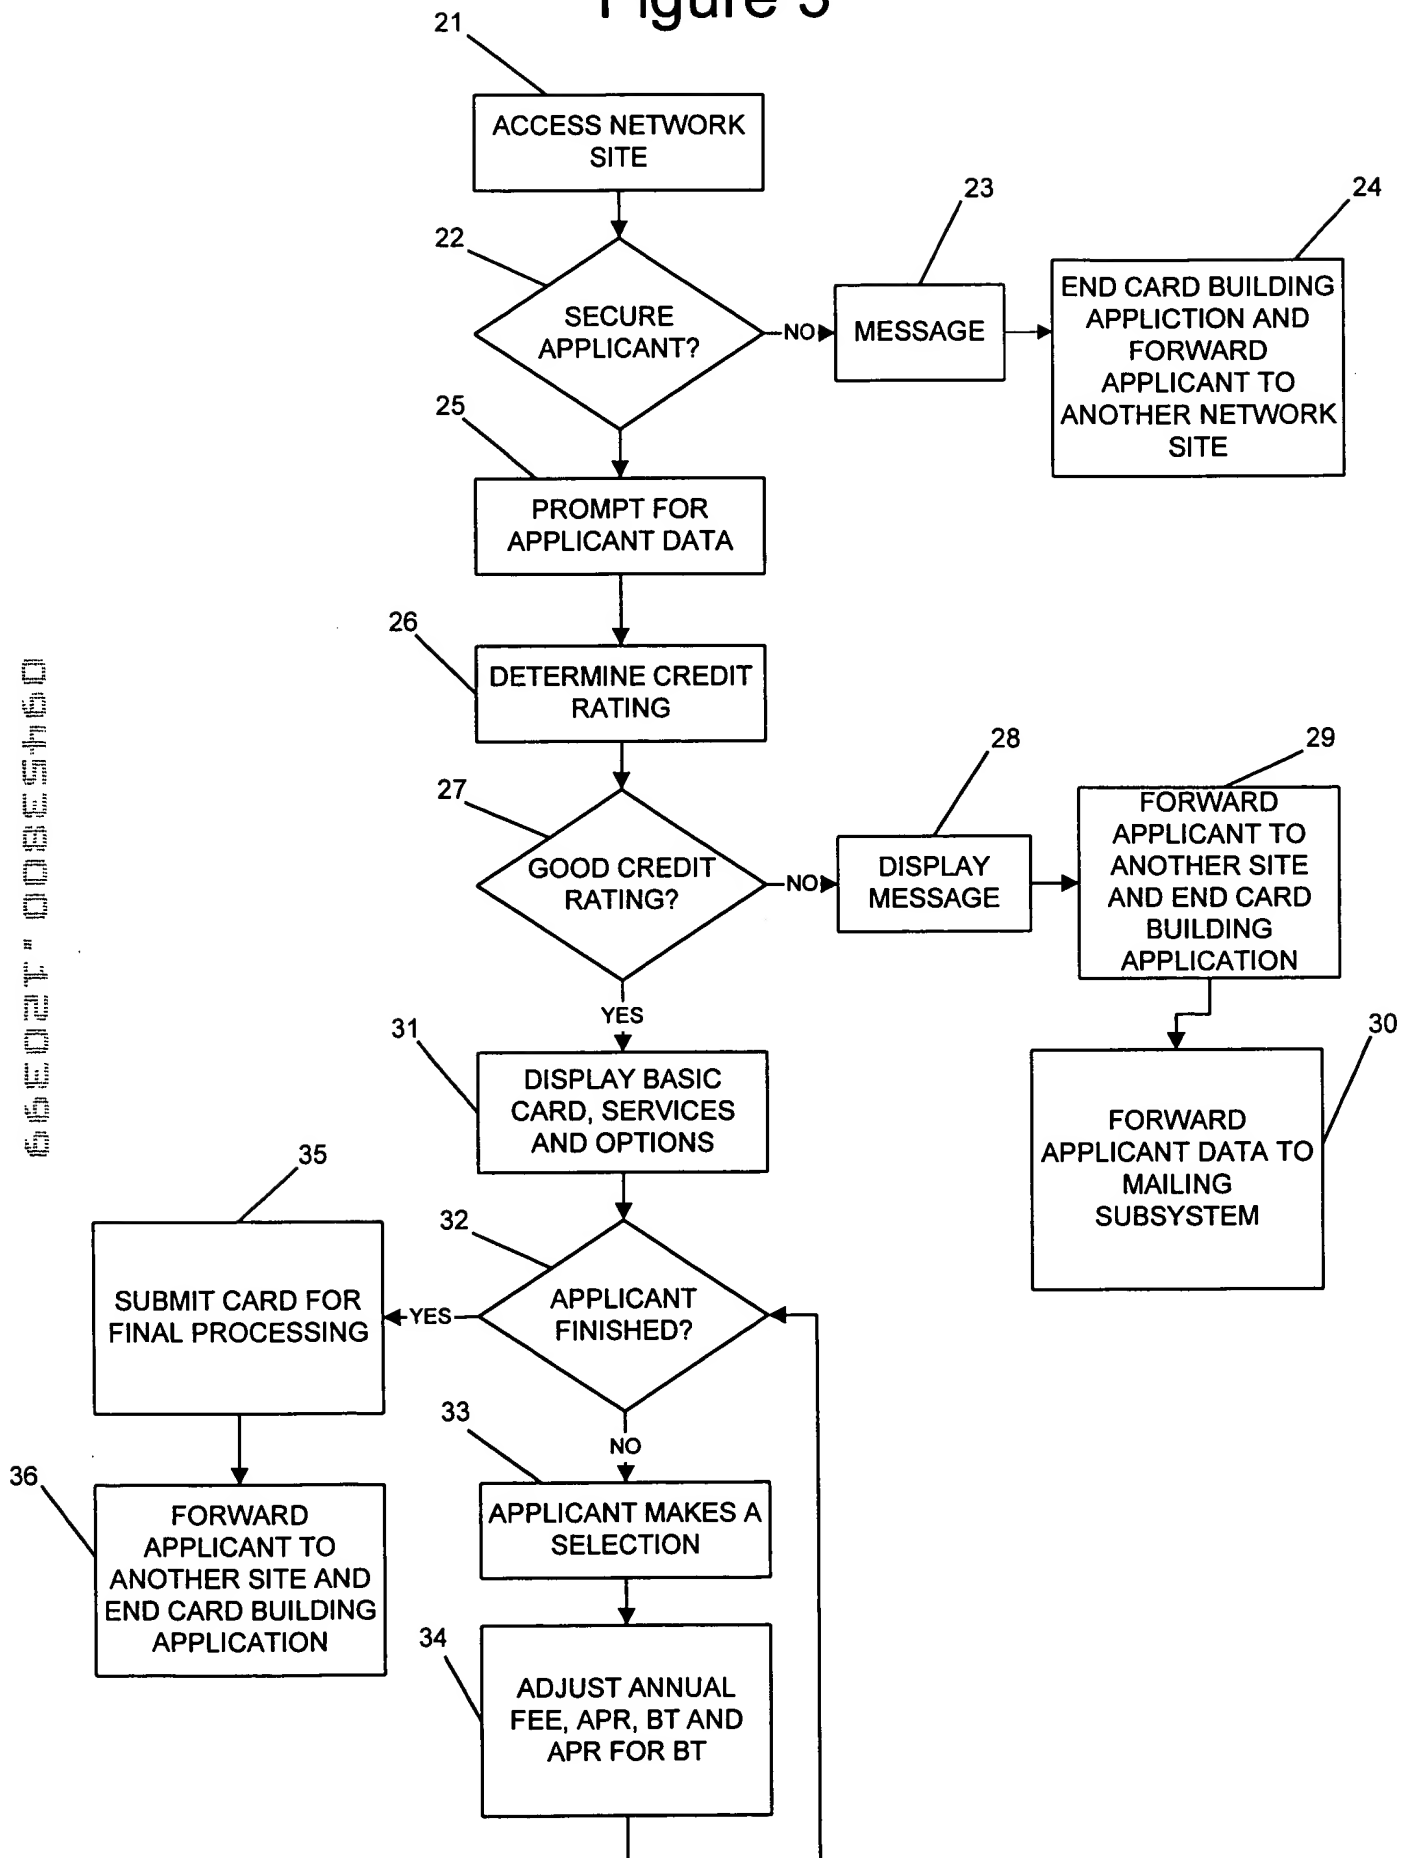 Figure 3
21
ACCESS NETWORK
SITE
22
SECURE
APPLICANT?
NO
23
MESSAGE
24
END CARD BUILDING
APPLICTION AND
FORWARD
APPLICANT TO
ANOTHER NETWORK
SITE
25
PROMPT FOR
APPLICANT DATA
26
DETERMINE CREDIT
RATING
27
GOOD CREDIT
RATING?
NO
28
DISPLAY
MESSAGE
29
FORWARD
APPLICANT TO
ANOTHER SITE
AND END CARD
BUILDING
APPLICATION
30
FORWARD
APPLICANT DATA TO
MAILING
SUBSYSTEM
YES
31
DISPLAY BASIC
CARD, SERVICES
AND OPTIONS
32
APPLICANT
FINISHED?
YES
35
SUBMIT CARD FOR
FINAL PROCESSING
36
FORWARD
APPLICANT TO
ANOTHER SITE AND
END CARD BUILDING
APPLICATION
NO
33
APPLICANT MAKES A
SELECTION
34
ADJUST ANNUAL
FEE, APR, BT AND
APR FOR BT
09453800.120399